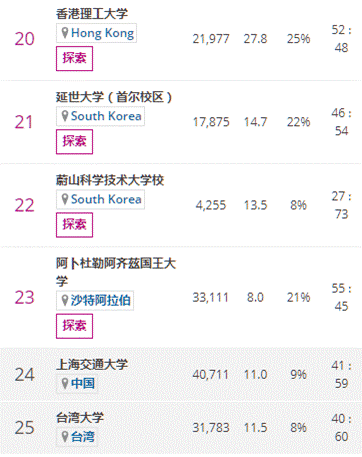 香港理工大学
20
Hong Kong
21,977
27.8
25%
52 :
48
探索
延世大学（首尔校区）
21
South Korea
17,875
14.7
22%
46 :
54
探索
蔚山科学技术大学校
22
South Korea
4,255
13.5
8%
27 :
73
探索
阿卜杜勒阿齐兹国王大
学
23
沙特阿拉伯
33,111
8.0
21%
55 :
45
探索
上海交通大学
24
中国
40,711
11.0
9%
41 :
59
台湾大学
25
台湾
31,783
11.5
8%
40 :
60